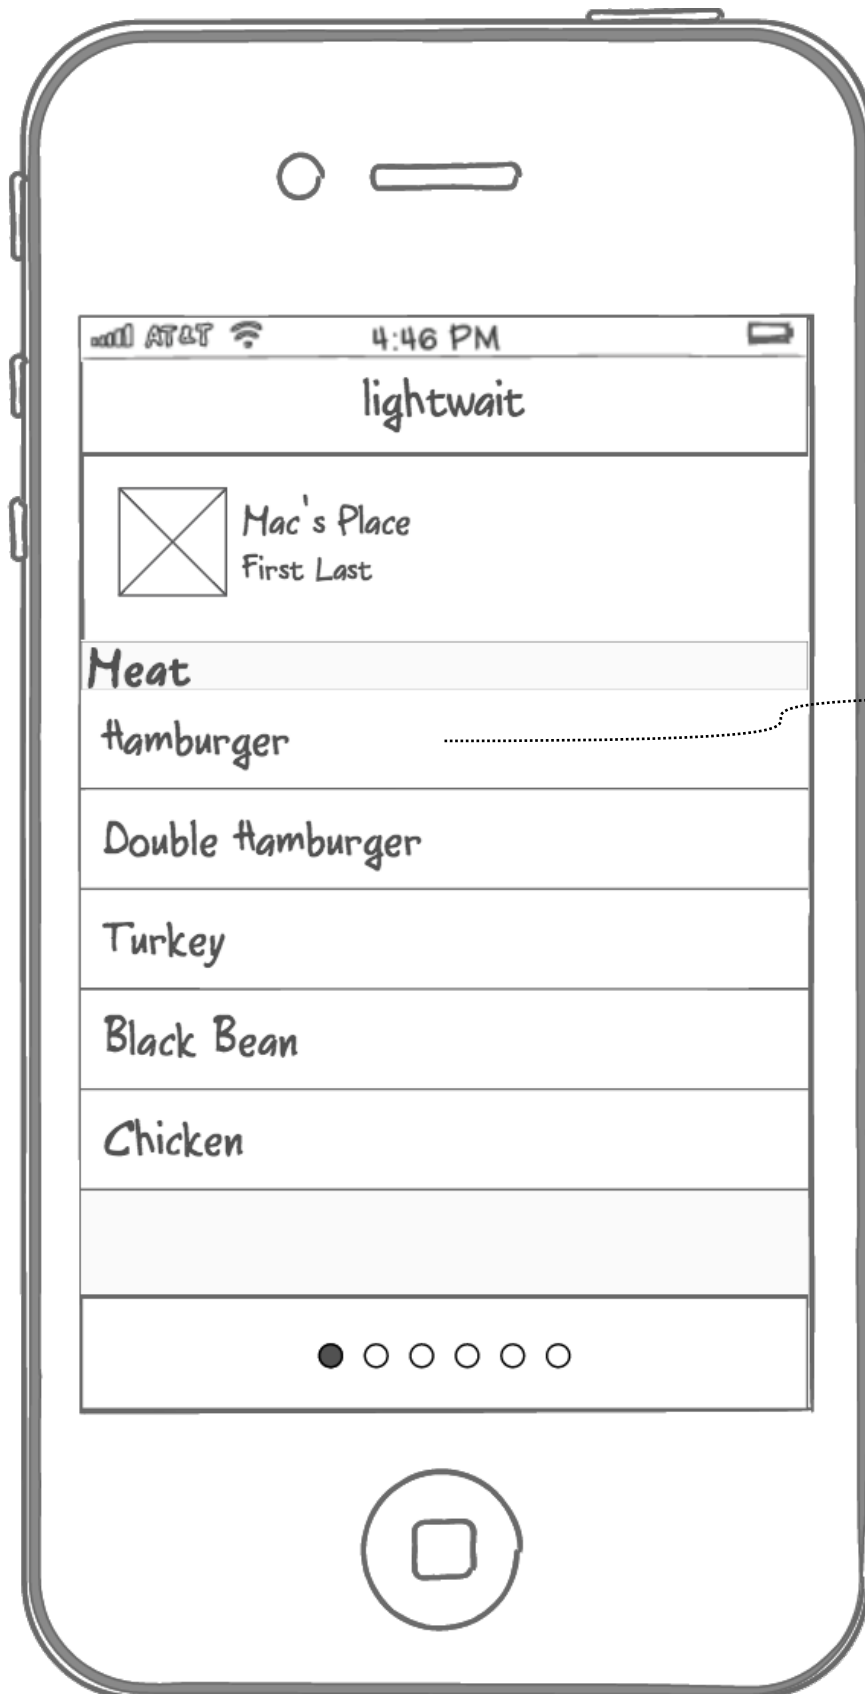 AT&T 4:46 PM
lightwait
Mac's Place
First Last
Meat
Hamburger
Double Hamburger
Turkey
Black Bean
Chicken